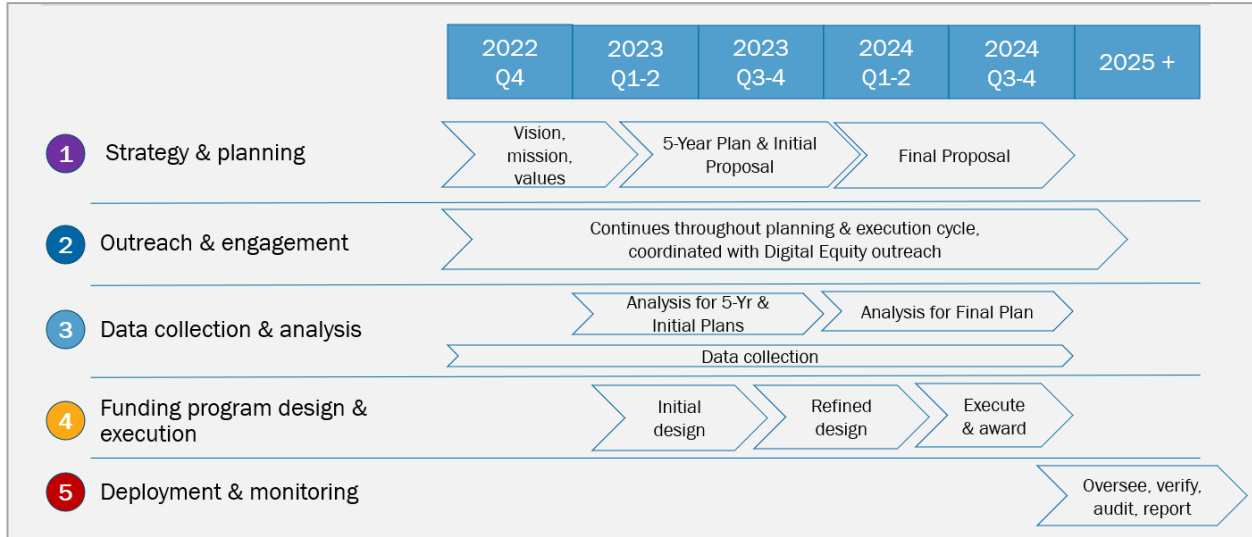 2022
Q4
2023
Q1-2
2023
Q3-4
2024
Q1-2
2024
Q3-4
2025 +
1
Strategy & planning
Vision,
mission,
values
5-Year Plan & Initial
Proposal
Final Proposal
2
Outreach & engagement
Continues throughout planning & execution cycle,
coordinated with Digital Equity outreach
3
Data collection & analysis
Analysis for 5-Yr &
Initial Plans
Analysis for Final Plan
Data collection
4
Funding program design &
execution
Initial
design
Refined
design
Execute
& award
5
Deployment & monitoring
Oversee, verify,
audit, report